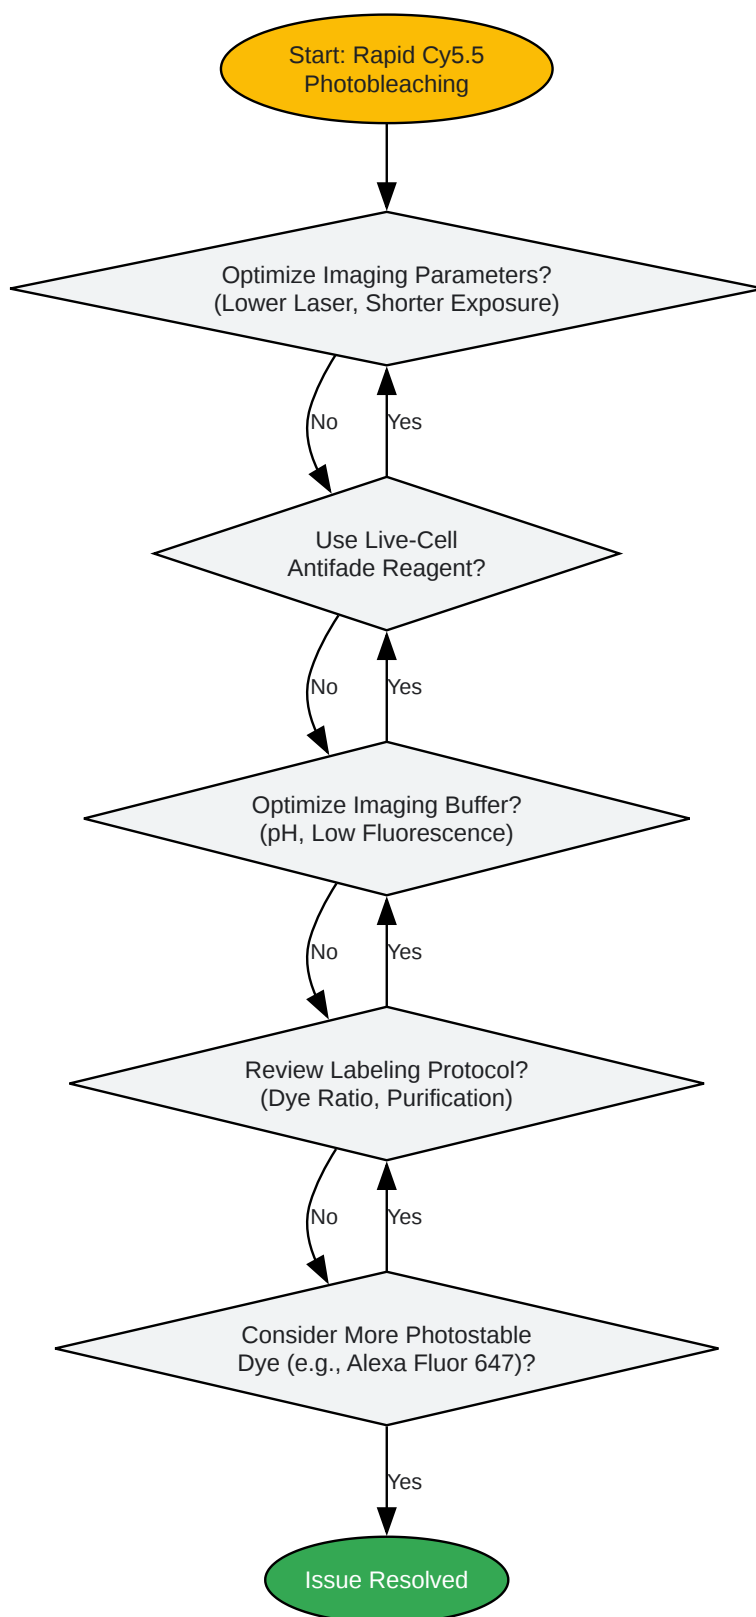 Start: Rapid Cy5.5
Photobleaching
Optimize Imaging Parameters?
(Lower Laser, Shorter Exposure)
No
Yes
Use Live-Cell
Antifade Reagent?
No
Yes
Optimize Imaging Buffer?
(pH, Low Fluorescence)
No
Yes
Review Labeling Protocol?
(Dye Ratio, Purification)
No
Yes
Consider More Photostable
Dye (e.g., Alexa Fluor 647)?
Yes
Issue Resolved